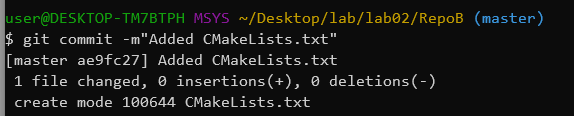 user@DESKTOP-TM7BTPH MSYS ~/Desktop/lab/lab02/RepoB (master)
$ git commit -m"Added CMakeLists.txt"
[master ae9fc27] Added CMakeLists.txt
 1 file changed, 0 insertions(+), 0 deletions(-)
 create mode 100644 CMakeLists.txt